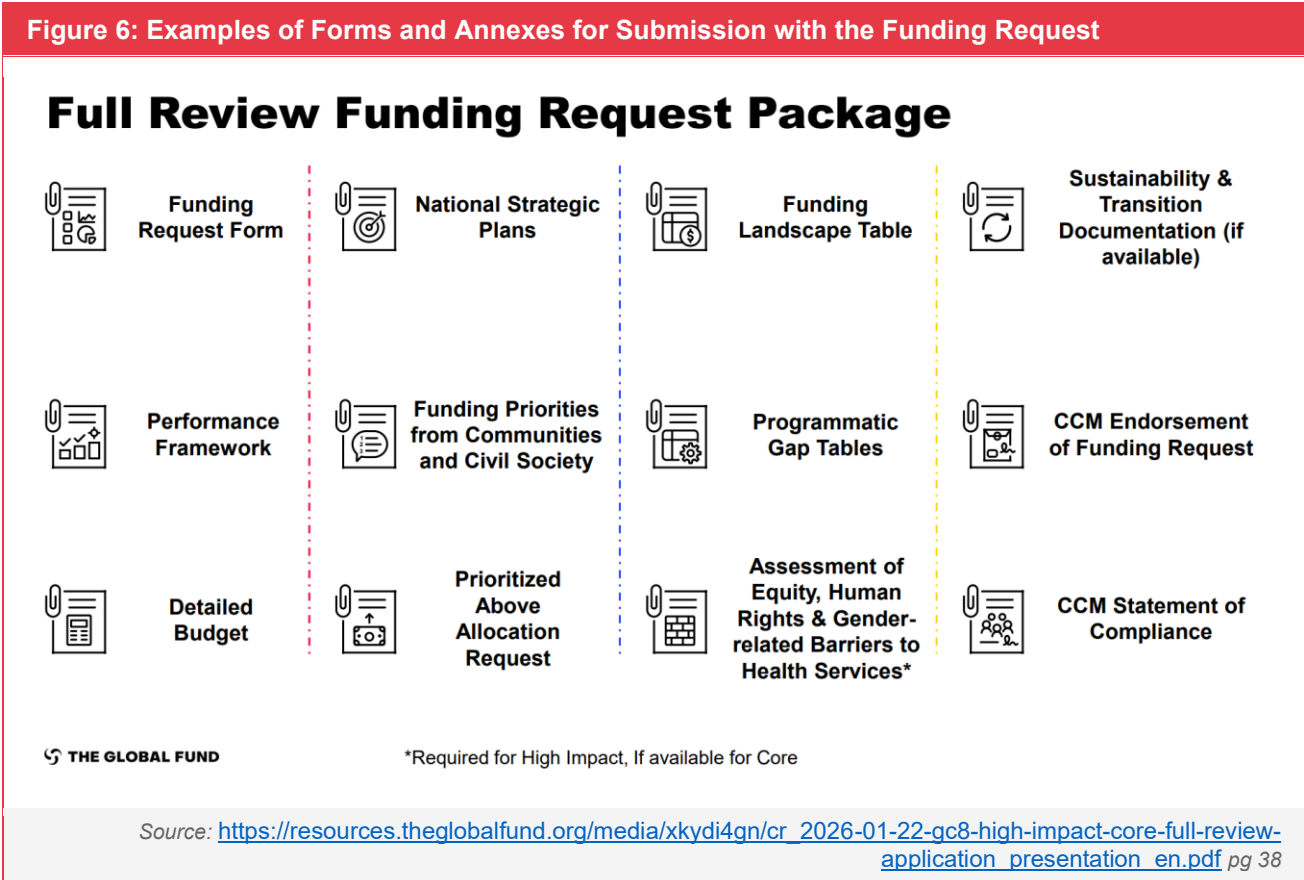 Figure 6: Examples of Forms and Annexes for Submission with the Funding Request
Full Review Funding Request Package
Funding
Request Form
National Strategic
Plans
Funding
Landscape Table
Sustainability &
Transition
Documentation (if
available)
Performance
Framework
Funding Priorities
from Communities
and Civil Society
Programmatic
Gap Tables
CCM Endorsement
of Funding Request
Detailed
Budget
Prioritized
Above
Allocation
Request
Assessment of
Equity, Human
Rights & Gender-
related Barriers to
Health Services*
CCM Statement of
Compliance
THE GLOBAL FUND
*Required for High Impact, If available for Core
Source: https://resources.theglobalfund.org/media/xkydi4gn/cr_2026-01-22-gc8-high-impact-core-full-review-
application_presentation_en.pdf pg 38